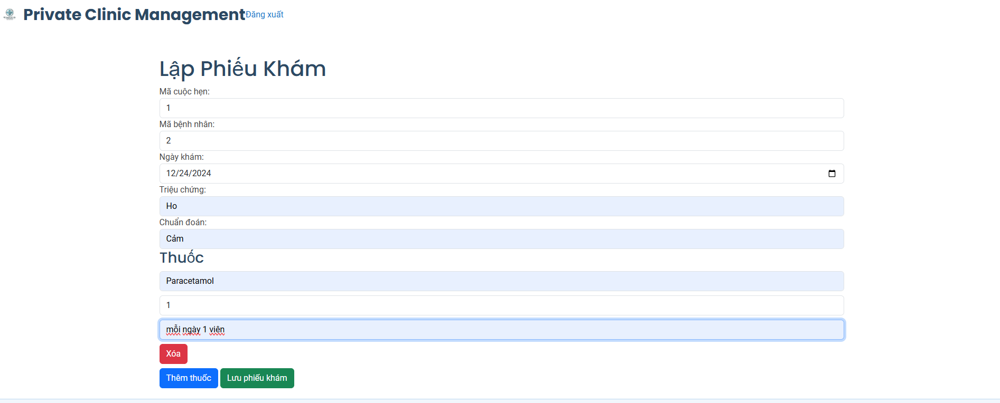 Private Clinic Management Đăng xuất
Lập Phiếu Khám
Mã cuộc hẹn:
1
Mã bệnh nhân:
2
Ngày khám:
12/24/2024
Triệu chứng:
Ho
Chuẩn đoán:
Cảm
Thuốc
Paracetamol
1
mỗi ngày 1 viên
Xóa
Thêm thuốc Lưu phiếu khám